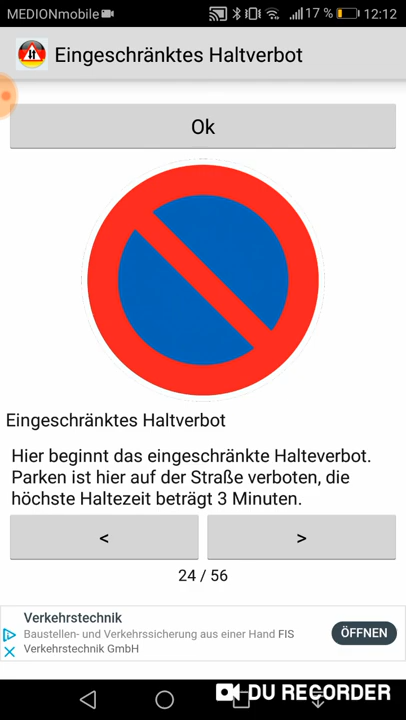 MEDIONmobile 17 % 12:12
Eingeschränktes Haltverbot
Ok
Eingeschränktes Haltverbot
Hier beginnt das eingeschränkte Halteverbot.
Parken ist hier auf der Straße verboten, die
höchste Haltezeit beträgt 3 Minuten.
< >
24 / 56
Verkehrstechnik
Baustellen- und Verkehrssicherung aus einer Hand FIS
Verkehrstechnik GmbH
ÖFFNEN
DU RECORDER